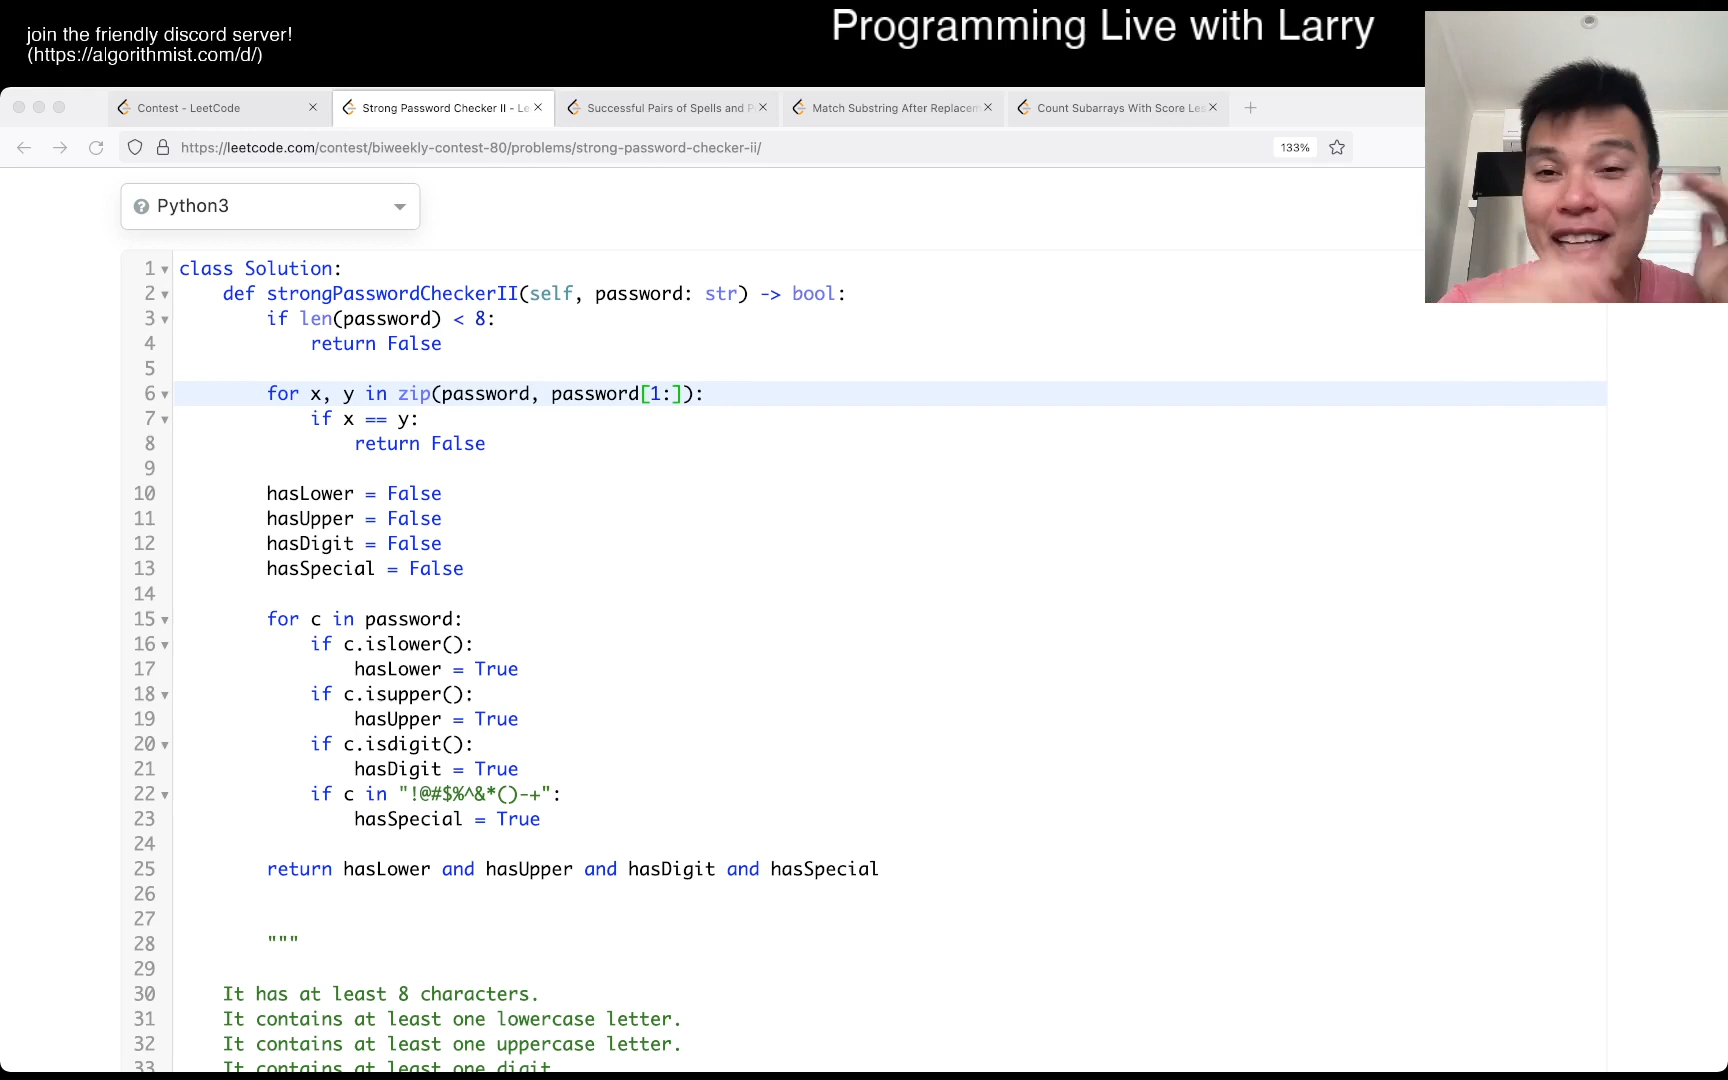 join the friendly discord server!
(https://algorithmist.com/d/)
Programming Live with Larry
Contest - LeetCode
Strong Password Checker II - Le
Successful Pairs of Spells and P
Match Substring After Replacem
Count Subarrays With Score Les
https://leetcode.com/contest/biweekly-contest-80/problems/strong-password-checker-ii/
133%
Python3
1 class Solution:
2 def strongPasswordCheckerII(self, password: str) -> bool:
3 if len(password) < 8:
4 return False
5
6 for x, y in zip(password, password[1:]):
7 if x == y:
8 return False
9
10 hasLower = False
11 hasUpper = False
12 hasDigit = False
13 hasSpecial = False
14
15 for c in password:
16 if c.islower():
17 hasLower = True
18 if c.isupper():
19 hasUpper = True
20 if c.isdigit():
21 hasDigit = True
22 if c in "!@#$%^&*()-+":
23 hasSpecial = True
24
25 return hasLower and hasUpper and hasDigit and hasSpecial
26
27
28 """
29
30 It has at least 8 characters.
31 It contains at least one lowercase letter.
32 It contains at least one uppercase letter.
33 It contains at least one digit